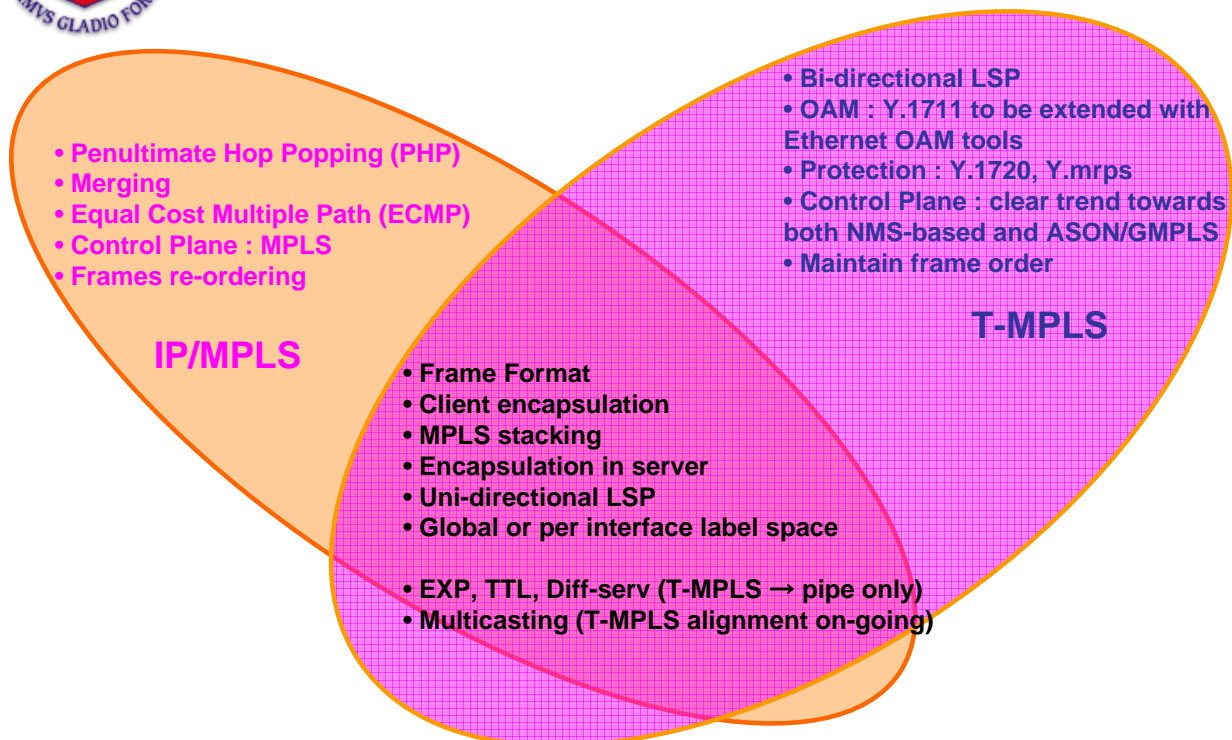 MVS GLADIO FOR
• Penultimate Hop Popping (PHP)
• Merging
• Equal Cost Multiple Path (ECMP)
• Control Plane : MPLS
• Frames re-ordering
IP/MPLS
• Bi-directional LSP
• OAM : Y.1711 to be extended with
Ethernet OAM tools
• Protection : Y.1720, Y.mrps
• Control Plane : clear trend towards
both NMS-based and ASON/GMPLS
• Maintain frame order
T-MPLS
• Frame Format
• Client encapsulation
• MPLS stacking
• Encapsulation in server
• Uni-directional LSP
• Global or per interface label space
• EXP, TTL, Diff-serv (T-MPLS → pipe only)
• Multicasting (T-MPLS alignment on-going)